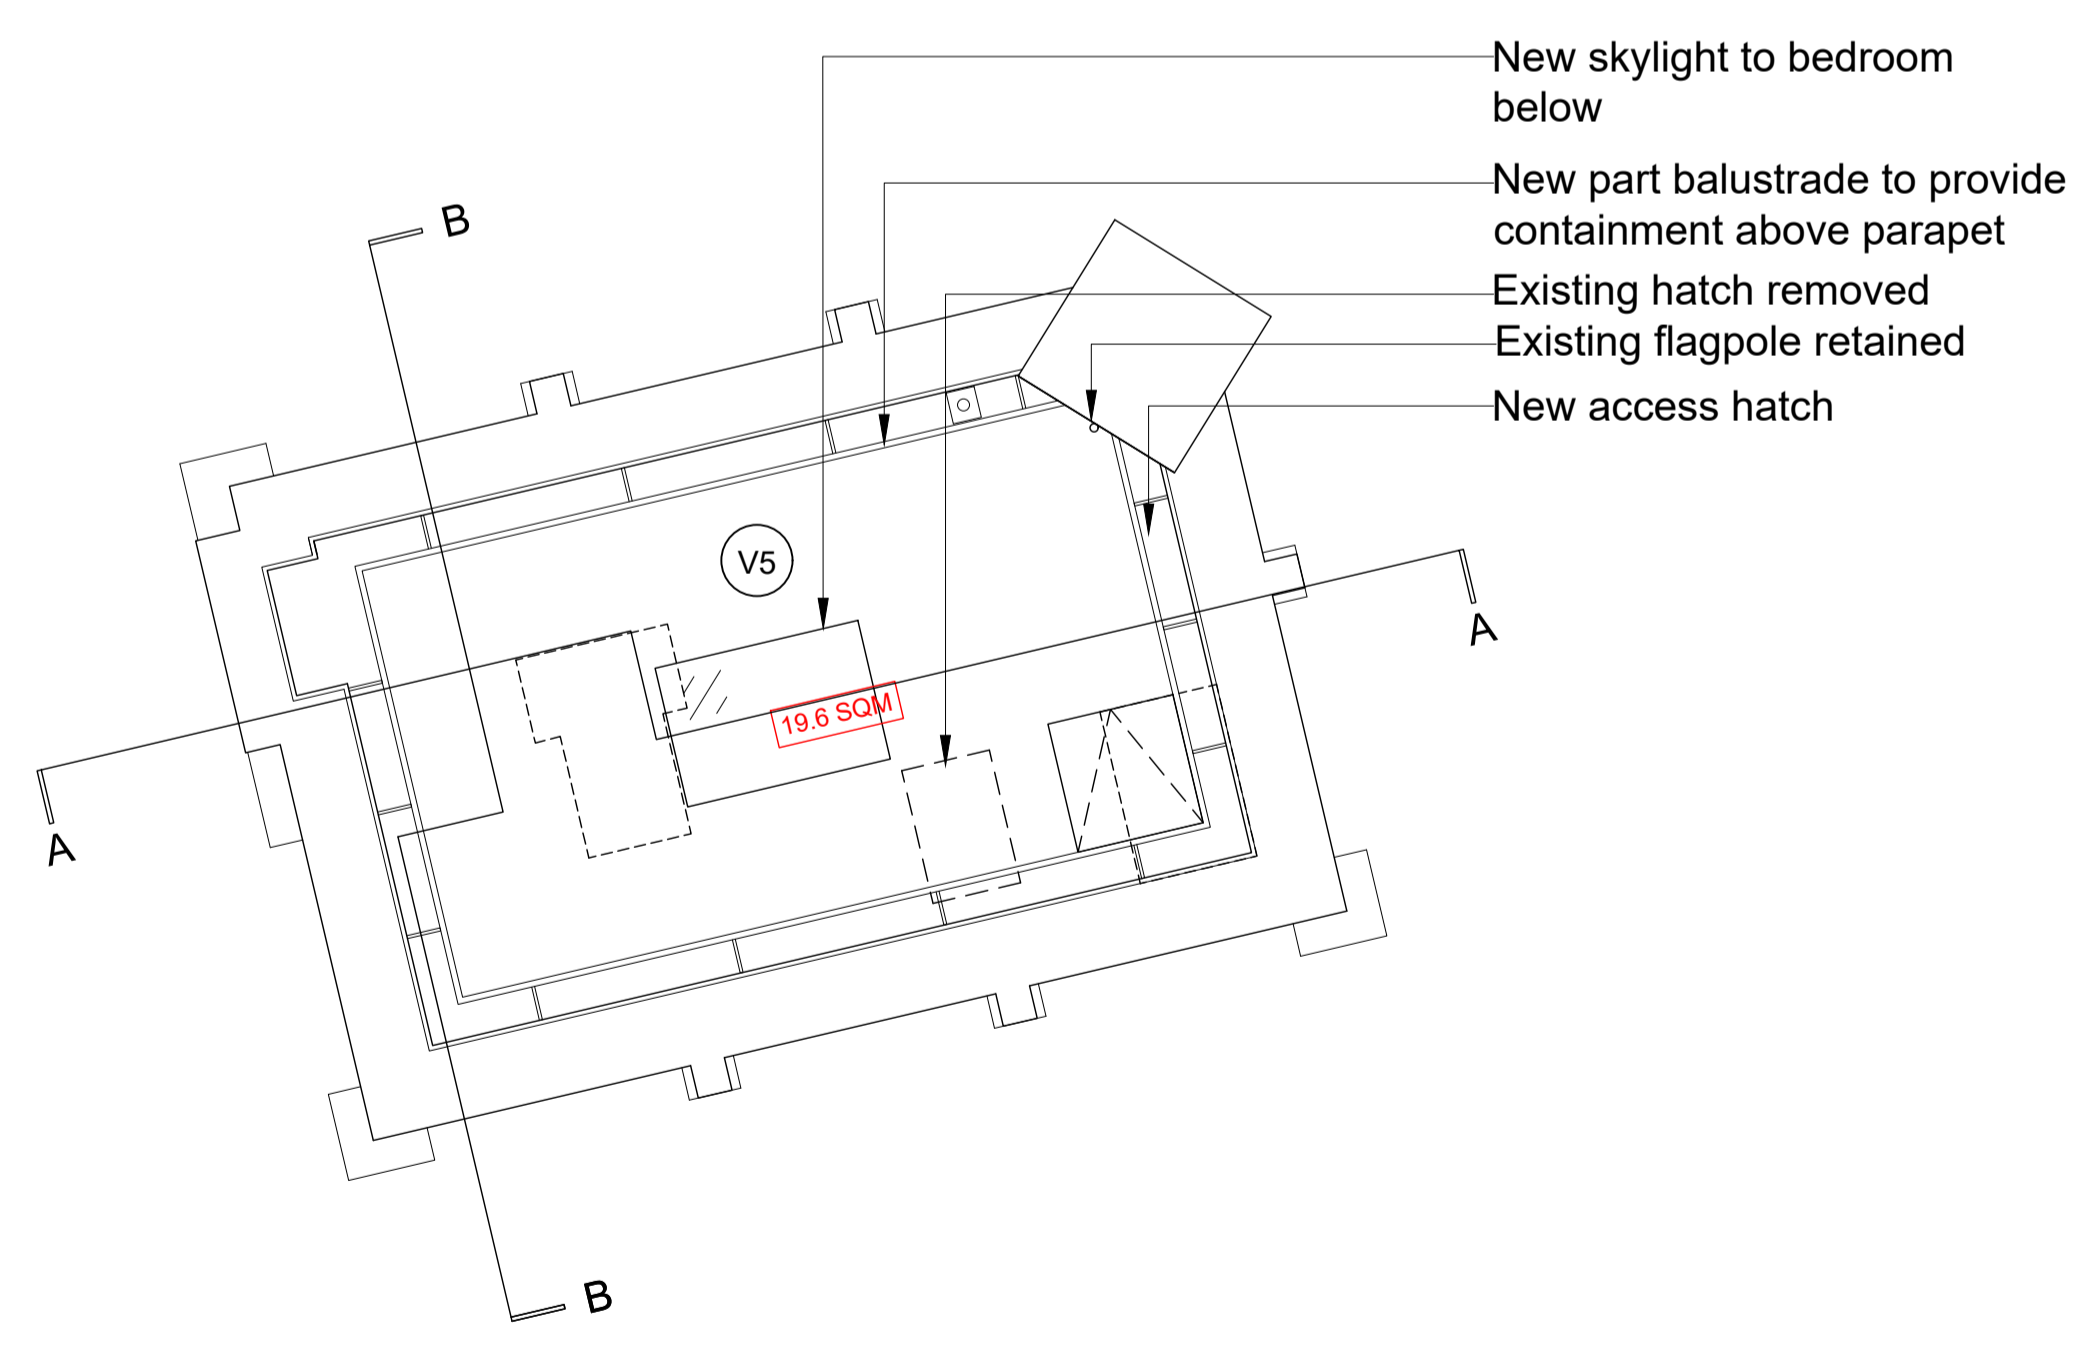 New skylight to bedroom
below
B
New part balustrade to provide
containment above parapet
Existing hatch removed
Existing flagpole retained
New access hatch
V5
A
19.6 SQM
A
B